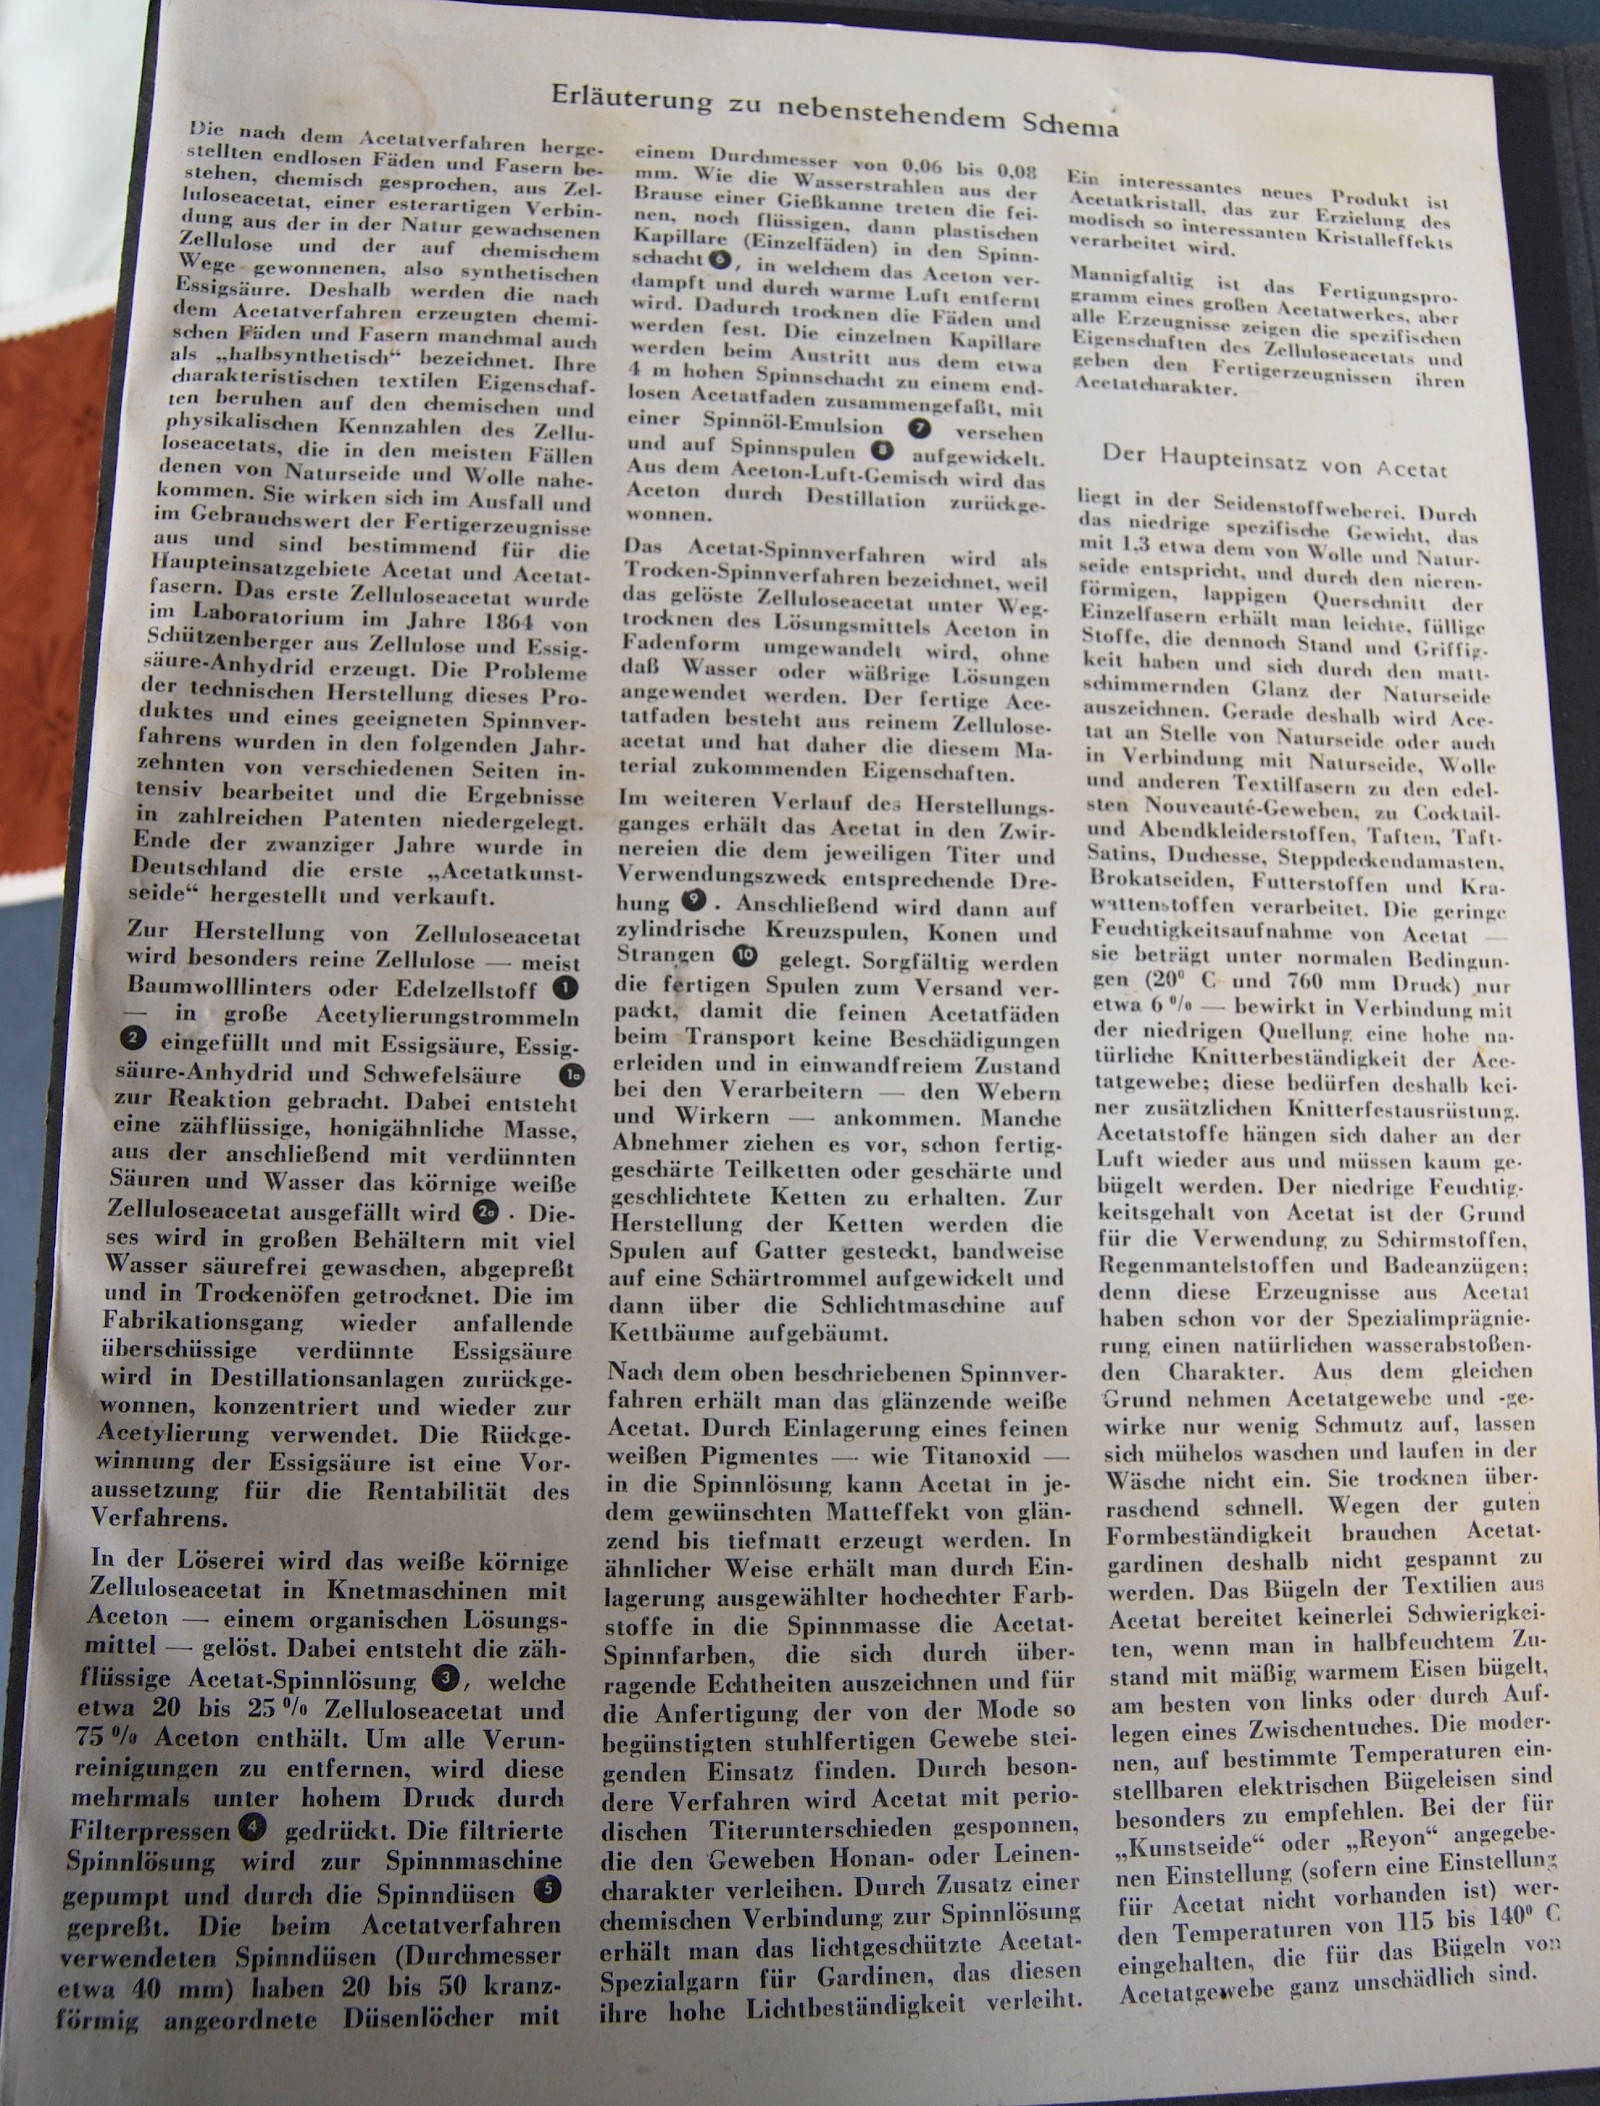 Erläuterung zu nebenstehendem Schema
Die nach dem Acetatverfahren herge-
stellten endlosen Fäden und Fasern be-
stehen, chemisch gesprochen, aus Zel-
luloseacetat, einer esterartigen Verbin-
dung aus der in der Natur gewachsenen
Zellulose und der auf chemischem
Wege gewonnenen, also synthetischen
Essigsäure. Deshalb werden die nach
dem Acetatverfahren erzeugten chemi-
schen Fäden und Fasern manchmal auch
als „halbsynthetisch“ bezeichnet. Ihre
charakteristischen textilen Eigenschaf-
ten beruhen auf den chemischen und
physikalischen Kennzahlen des Zellu-
loseacetats, die in den meisten Fällen
denen von Naturseide und Wolle nahe-
kommen. Sie wirken sich im Ausfall und
im Gebrauchswert der Fertigerzeugnisse
aus und sind bestimmend für die
Haupteinsatzgebiete Acetat und Acetat-
fasern. Das erste Zelluloseacetat wurde
im Laboratorium im Jahre 1864 von
Schützenberger aus Zellulose und Essig-
säure-Anhydrid erzeugt. Die Probleme
der technischen Herstellung dieses Pro-
duktes und eines geeigneten Spinnver-
fahrens wurden in den folgenden Jahr-
zehnten von verschiedenen Seiten in-
tensiv bearbeitet und die Ergebnisse
in zahlreichen Patenten niedergelegt.
Ende der zwanziger Jahre wurde in
Deutschland die erste „Acetatkunst-
seide“ hergestellt und verkauft.
Zur Herstellung von Zelluloseacetat
wird besonders reine Zellulose — meist
Baumwolllinters oder Edelzellstoff 1
— in große Acetylierungstrommeln
2 eingefüllt und mit Essigsäure, Essig-
säure-Anhydrid und Schwefelsäure 1a
zur Reaktion gebracht. Dabei entsteht
eine zähflüssige, honigähnliche Masse,
aus der anschließend mit verdünnten
Säuren und Wasser das körnige weiße
Zelluloseacetat ausgefällt wird 2a . Die-
ses wird in großen Behältern mit viel
Wasser säurefrei gewaschen, abgepreßt
und in Trockenöfen getrocknet. Die im
Fabrikationsgang wieder anfallende
überschüssige verdünnte Essigsäure
wird in Destillationsanlagen zurückge-
wonnen, konzentriert und wieder zur
Acetylierung verwendet. Die Rückge-
winnung der Essigsäure ist eine Vor-
aussetzung für die Rentabilität des
Verfahrens.
In der Löserei wird das weiße körnige
Zelluloseacetat in Knetmaschinen mit
Aceton — einem organischen Lösungs-
mittel — gelöst. Dabei entsteht die zäh-
flüssige Acetat-Spinnlösung 3, welche
etwa 20 bis 25 % Zelluloseacetat und
75 % Aceton enthält. Um alle Verun-
reinigungen zu entfernen, wird diese
mehrmals unter hohem Druck durch
Filterpressen 4 gedrückt. Die filtrierte
Spinnlösung wird zur Spinnmaschine
gepumpt und durch die Spinndüsen 5
gepreßt. Die beim Acetatverfahren
verwendeten Spinndüsen (Durchmesser
etwa 40 mm) haben 20 bis 50 kranz-
förmig angeordnete Düsenlöcher mit
einem Durchmesser von 0,06 bis 0,08
mm. Wie die Wasserstrahlen aus der
Brause einer Gießkanne treten die fei-
nen, noch flüssigen, dann plastischen
Kapillare (Einzelfäden) in den Spinn-
schacht 6, in welchem das Aceton ver-
dampft und durch warme Luft entfernt
wird. Dadurch trocknen die Fäden und
werden fest. Die einzelnen Kapillare
werden beim Austritt aus dem etwa
4 m hohen Spinnschacht zu einem end-
losen Acetatfaden zusammengefaßt, mit
einer Spinnöl-Emulsion 7 versehen
und auf Spinnspulen 8 aufgewickelt.
Aus dem Aceton-Luft-Gemisch wird das
Aceton durch Destillation zurückge-
wonnen.
Das Acetat-Spinnverfahren wird als
Trocken-Spinnverfahren bezeichnet, weil
das gelöste Zelluloseacetat unter Weg-
trocknen des Lösungsmittels Aceton in
Fadenform umgewandelt wird, ohne
daß Wasser oder wäßrige Lösungen
angewendet werden. Der fertige Ace-
tatfaden besteht aus reinem Zellulose-
acetat und hat daher die diesem Ma-
terial zukommenden Eigenschaften.
Im weiteren Verlauf des Herstellungs-
ganges erhält das Acetat in den Zwir-
nereien die dem jeweiligen Titer und
Verwendungszweck entsprechende Dre-
hung 9 . Anschließend wird dann auf
zylindrische Kreuzspulen, Konen und
Strangen 10 gelegt. Sorgfältig werden
die fertigen Spulen zum Versand ver-
packt, damit die feinen Acetatfäden
beim Transport keine Beschädigungen
erleiden und in einwandfreiem Zustand
bei den Verarbeitern — den Webern
und Wirkern — ankommen. Manche
Abnehmer ziehen es vor, schon fertig-
geschärte Teilketten oder geschärte und
geschlichtete Ketten zu erhalten. Zur
Herstellung der Ketten werden die
Spulen auf Gatter gesteckt, bandweise
auf eine Schärtrommel aufgewickelt und
dann über die Schlichtmaschine auf
Kettbäume aufgebäumt.
Nach dem oben beschriebenen Spinnver-
fahren erhält man das glänzende weiße
Acetat. Durch Einlagerung eines feinen
weißen Pigmentes — wie Titanoxid —
in die Spinnlösung kann Acetat in je-
dem gewünschten Matteffekt von glän-
zend bis tiefmatt erzeugt werden. In
ähnlicher Weise erhält man durch Ein-
lagerung ausgewählter hochechter Farb-
stoffe in die Spinnmasse die Acetat-
Spinnfarben, die sich durch über-
ragende Echtheiten auszeichnen und für
die Anfertigung der von der Mode so
begünstigten stuhlfertigen Gewebe stei-
genden Einsatz finden. Durch beson-
dere Verfahren wird Acetat mit perio-
dischen Titerunterschieden gesponnen,
die den Geweben Honan- oder Leinen-
charakter verleihen. Durch Zusatz einer
chemischen Verbindung zur Spinnlösung
erhält man das lichtgeschützte Acetat-
Spezialgarn für Gardinen, das diesen
ihre hohe Lichtbeständigkeit verleiht.
Ein interessantes neues Produkt ist
Acetatkristall, das zur Erzielung des
modisch so interessanten Kristalleffekts
verarbeitet wird.
Mannigfaltig ist das Fertigungspro-
gramm eines großen Acetatwerkes, aber
alle Erzeugnisse zeigen die spezifischen
Eigenschaften des Zelluloseacetats und
geben den Fertigerzeugnissen ihren
Acetatcharakter.
Der Haupteinsatz von Acetat
liegt in der Seidenstoffweberei. Durch
das niedrige spezifische Gewicht, das
mit 1,3 etwa dem von Wolle und Natur-
seide entspricht, und durch den nieren-
förmigen, lappigen Querschnitt der
Einzelfasern erhält man leichte, füllige
Stoffe, die dennoch Stand und Griffig-
keit haben und sich durch den matt-
schimmernden Glanz der Naturseide
auszeichnen. Gerade deshalb wird Ace-
tat an Stelle von Naturseide oder auch
in Verbindung mit Naturseide, Wolle
und anderen Textilfasern zu den edel-
sten Nouveauté-Geweben, zu Cocktail-
und Abendkleiderstoffen, Taften, Taft-
Satins, Duchesse, Steppdeckendamasten,
Brokatseiden, Futterstoffen und Kra-
wattenstoffen verarbeitet. Die geringe
Feuchtigkeitsaufnahme von Acetat —
sie beträgt unter normalen Bedingun-
gen (20⁰ C und 760 mm Druck) nur
etwa 6 % — bewirkt in Verbindung mit
der niedrigen Quellung eine hohe na-
türliche Knitterbeständigkeit der Ace-
tatgewebe; diese bedürfen deshalb kei-
ner zusätzlichen Knitterfestausrüstung.
Acetatstoffe hängen sich daher an der
Luft wieder aus und müssen kaum ge-
bügelt werden. Der niedrige Feuchtig-
keitsgehalt von Acetat ist der Grund
für die Verwendung zu Schirmstoffen,
Regenmantelstoffen und Badeanzügen;
denn diese Erzeugnisse aus Acetat
haben schon vor der Spezialimprägnie-
rung einen natürlichen wasserabstoßen-
den Charakter. Aus dem gleichen
Grund nehmen Acetatgewebe und -ge-
wirke nur wenig Schmutz auf, lassen
sich mühelos waschen und laufen in der
Wäsche nicht ein. Sie trocknen über-
raschend schnell. Wegen der guten
Formbeständigkeit brauchen Acetat-
gardinen deshalb nicht gespannt zu
werden. Das Bügeln der Textilien aus
Acetat bereitet keinerlei Schwierigkei-
ten, wenn man in halbfeuchtem Zu-
stand mit mäßig warmem Eisen bügelt,
am besten von links oder durch Auf-
legen eines Zwischentuches. Die moder-
nen, auf bestimmte Temperaturen ein-
stellbaren elektrischen Bügeleisen sind
besonders zu empfehlen. Bei der für
„Kunstseide“ oder „Reyon“ angegebe-
nen Einstellung (sofern eine Einstellung
für Acetat nicht vorhanden ist) wer-
den Temperaturen von 115 bis 140⁰ C
eingehalten, die für das Bügeln von
Acetatgewebe ganz unschädlich sind.